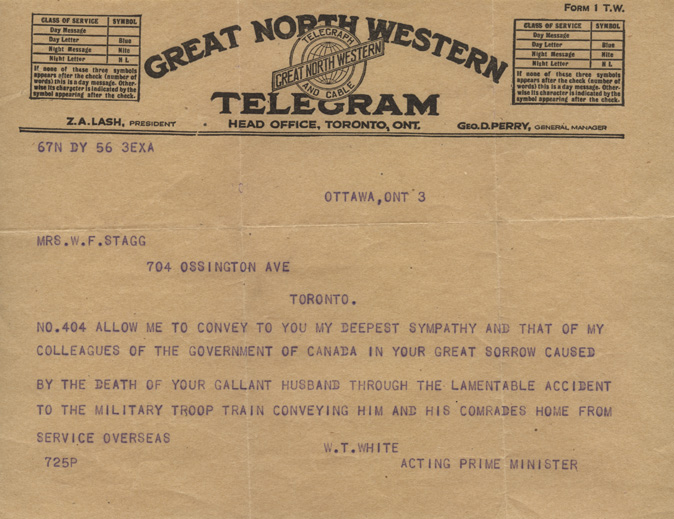 FORM 1 T.W.
CLASS OF SERVICE SYMBOL
Day Message
Day Letter Blue
Night Message Nite
Night Letter N L
If none of these three symbols
appears after the check (number of
words) this is a day message. Other-
wise its character is indicated by the
symbol appearing after the check.
GREAT NORTH WESTERN
TELEGRAPH
GREAT NORTH WESTERN
AND CABLE
TELEGRAM
CLASS OF SERVICE SYMBOL
Day Message
Day Letter Blue
Night Message Nite
Night Letter N L
If none of these three symbols
appears after the check (number of
words) this is a day message. Other-
wise its character is indicated by the
symbol appearing after the check.
Z.A. LASH, PRESIDENT HEAD OFFICE, TORONTO, ONT. GEO. D. PERRY, GENERAL MANAGER
67N DY 56 3EXA
OTTAWA,ONT 3
MRS.W.F.STAGG
704 OSSINGTON AVE
TORONTO.
NO.404 ALLOW ME TO CONVEY TO YOU MY DEEPEST SYMPATHY AND THAT OF MY
COLLEAGUES OF THE GOVERNMENT OF CANADA IN YOUR GREAT SORROW CAUSED
BY THE DEATH OF YOUR GALLANT HUSBAND THROUGH THE LAMENTABLE ACCIDENT
TO THE MILITARY TROOP TRAIN CONVEYING HIM AND HIS COMRADES HOME FROM
SERVICE OVERSEAS
W.T.WHITE
725P ACTING PRIME MINISTER